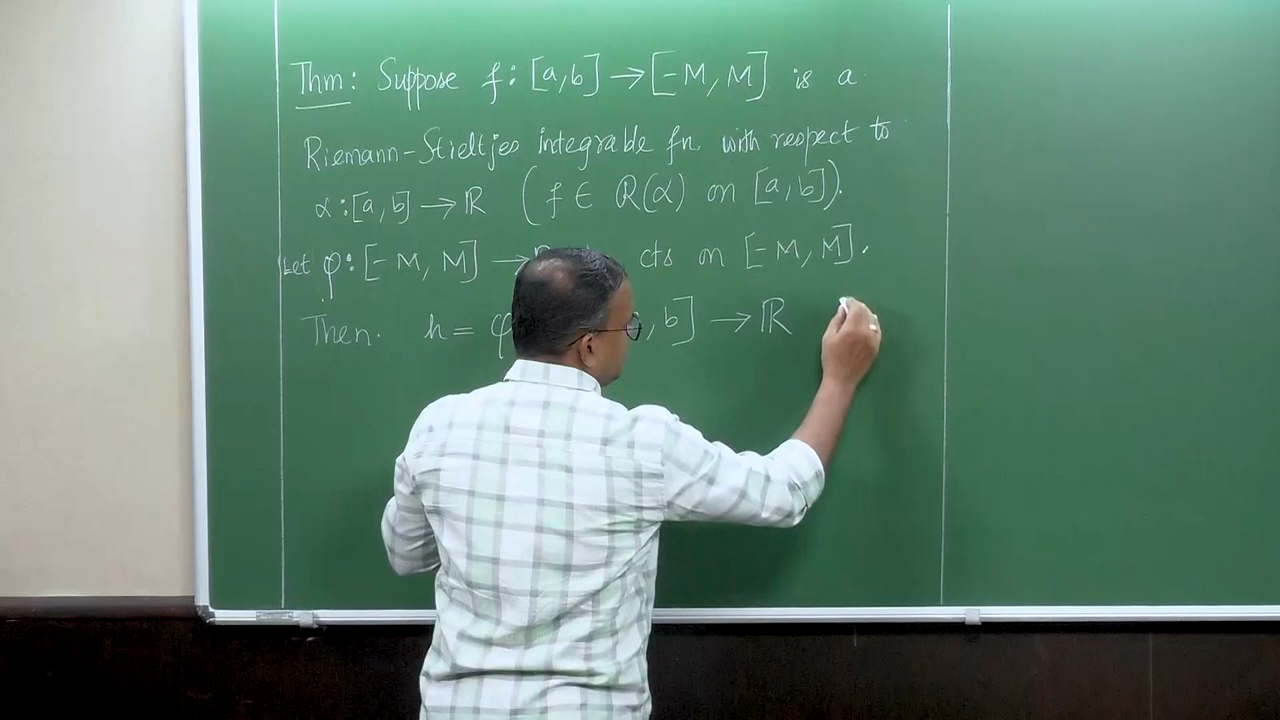 Thm: Suppose f: [a,b] → [-M, M] is a
Riemann-Stieltjes integrable fn. with respect to
α:[a,b] → ℝ (f ∈ R(α) on [a,b]).
Let φ:[-M, M] → cts on [-M, M].
Then. h = φ ,b] → ℝ